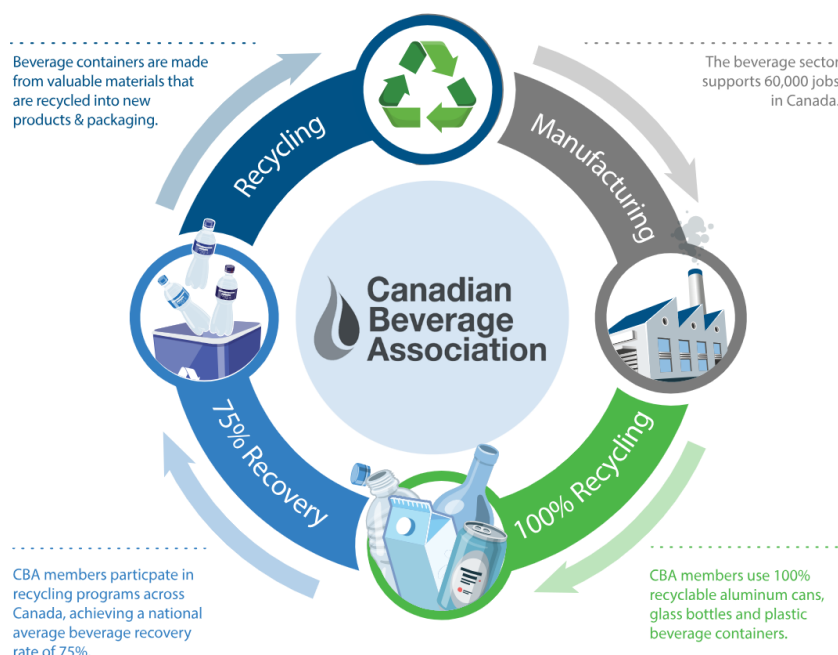 Beverage containers are made
from valuable materials that
are recycled into new
products & packaging.
The beverage sector
supports 60,000 jobs
in Canada.
Recycling
Manufacturing
Canadian
Beverage
Association
75% Recovery
100% Recycling
CBA members particpate in
recycling programs across
Canada, achieving a national
average beverage recovery
rate of 75%
CBA members use 100%
recyclable aluminum cans,
glass bottles and plastic
beverage containers.